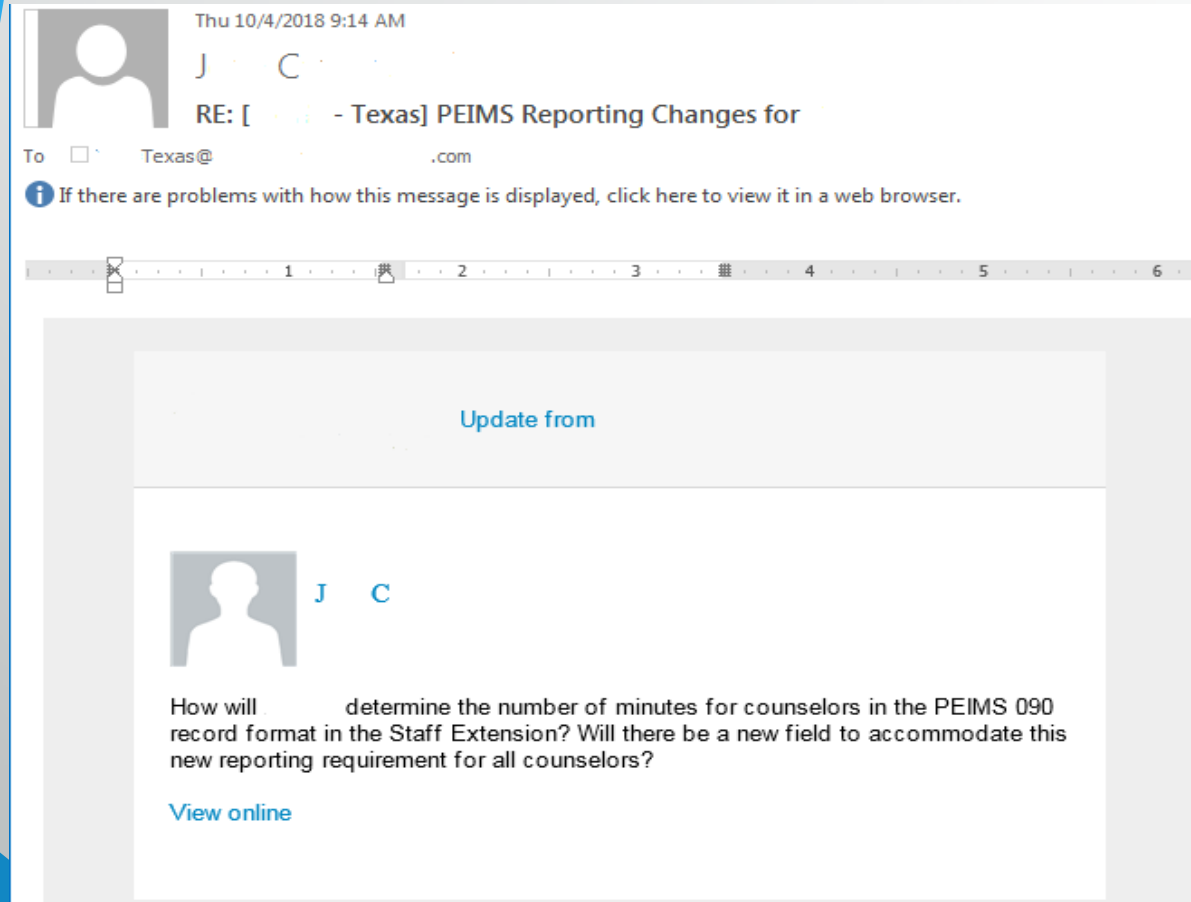 Thu 10/4/2018 9:14 AM
J C
RE: [ - Texas] PEIMS Reporting Changes for
To Texas@ .com
If there are problems with how this message is displayed, click here to view it in a web browser.
1 2 3 4 5 6
Update from
J C
How will determine the number of minutes for counselors in the PEIMS 090
record format in the Staff Extension? Will there be a new field to accommodate this
new reporting requirement for all counselors?
View online